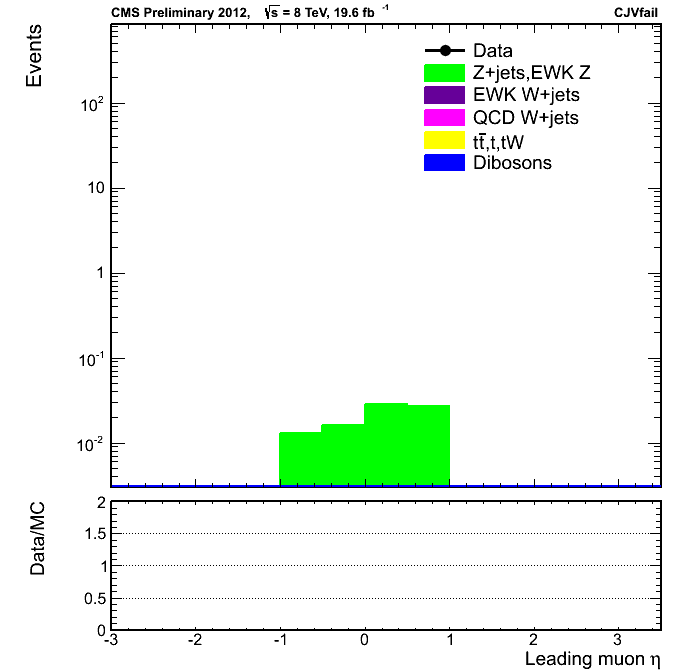 CMS Preliminary 2012, √s = 8 TeV, 19.6 fb⁻¹ CJVfail
Events
Data
Z+jets,EWK Z
EWK W+jets
QCD W+jets
tt̅,t,tW
Dibosons
10²
10
1
10⁻¹
10⁻²
Data/MC
2
1.5
1
0.5
0
-3 -2 -1 0 1 2 3
Leading muon η